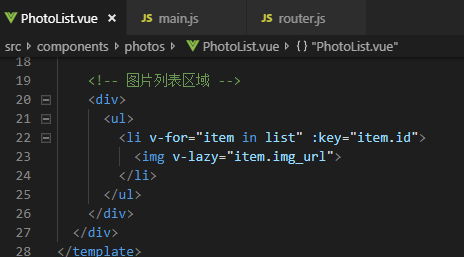 PhotoList.vue × JS main.js JS router.js
src > components > photos > PhotoList.vue > {} "PhotoList.vue"
18
19 <!-- 图片列表区域 -->
20 <div>
21 <ul>
22 <li v-for="item in list" :key="item.id">
23 <img v-lazy="item.img_url">
24 </li>
25 </ul>
26 </div>
27 </div>
28 </template>